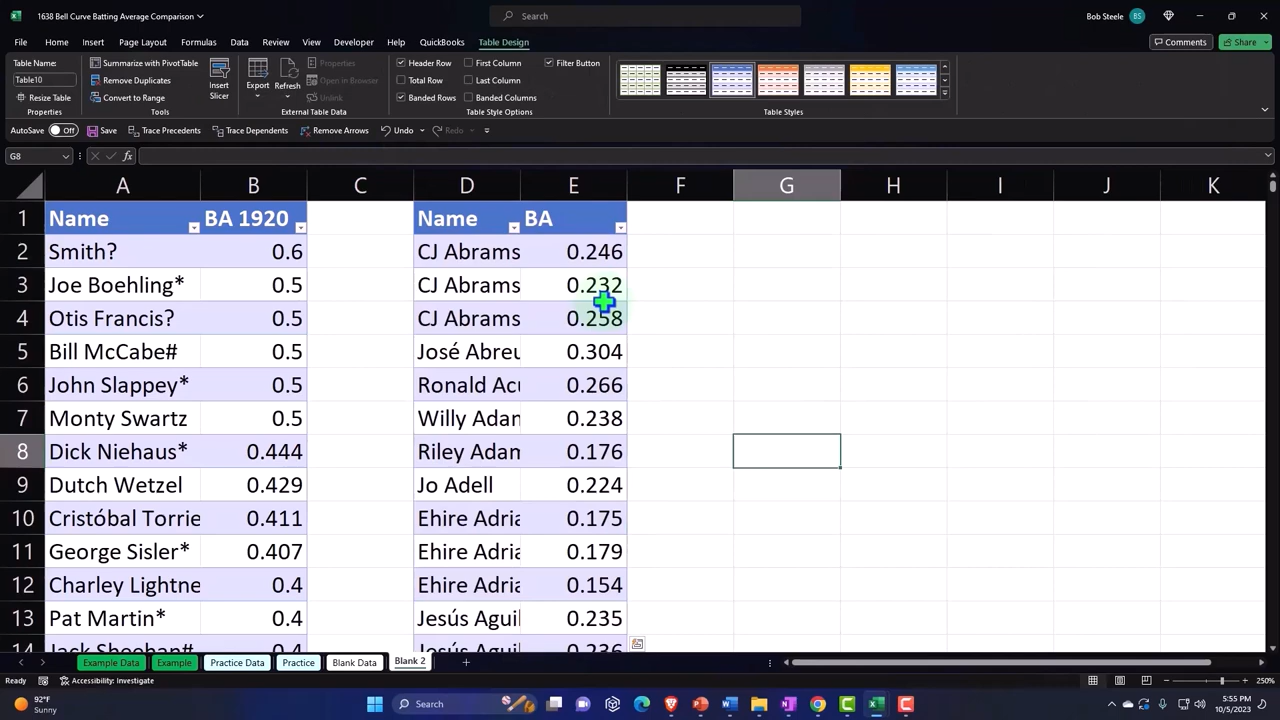 1638 Bell Curve Batting Average Comparison
Search
Bob Steele
BS
File
Home
Insert
Page Layout
Formulas
Data
Review
View
Developer
Help
QuickBooks
Table Design
Comments
Share
Table Name:
Table10
Resize Table
Properties
Summarize with PivotTable
Remove Duplicates
Convert to Range
Tools
Insert
Slicer
Export
Refresh
Properties
Open in Browser
Unlink
External Table Data
Header Row
Total Row
Banded Rows
First Column
Last Column
Banded Columns
Filter Button
Table Style Options
Table Styles
AutoSave
Off
Save
Trace Precedents
Trace Dependents
Remove Arrows
Undo
Redo
G8
fx
A B C D E F G H I J K
1 Name BA 1920 Name BA
2 Smith? 0.6 CJ Abrams 0.246
3 Joe Boehling* 0.5 CJ Abrams 0.232
4 Otis Francis? 0.5 CJ Abrams 0.258
5 Bill McCabe# 0.5 José Abreu 0.304
6 John Slappey* 0.5 Ronald Acu 0.266
7 Monty Swartz 0.5 Willy Adan 0.238
8 Dick Niehaus* 0.444 Riley Adam 0.176
9 Dutch Wetzel 0.429 Jo Adell 0.224
10 Cristóbal Torrie 0.411 Ehire Adria 0.175
11 George Sisler* 0.407 Ehire Adria 0.179
12 Charley Lightne 0.4 Ehire Adria 0.154
13 Pat Martin* 0.4 Jesús Aguil 0.235
14 Jack Sheehan# 0.4 Jesús Aguil 0.236
Example Data
Example
Practice Data
Practice
Blank Data
Blank 2
Ready
Accessibility: Investigate
250%
92°F
Sunny
Search
5:55 PM
10/5/2023